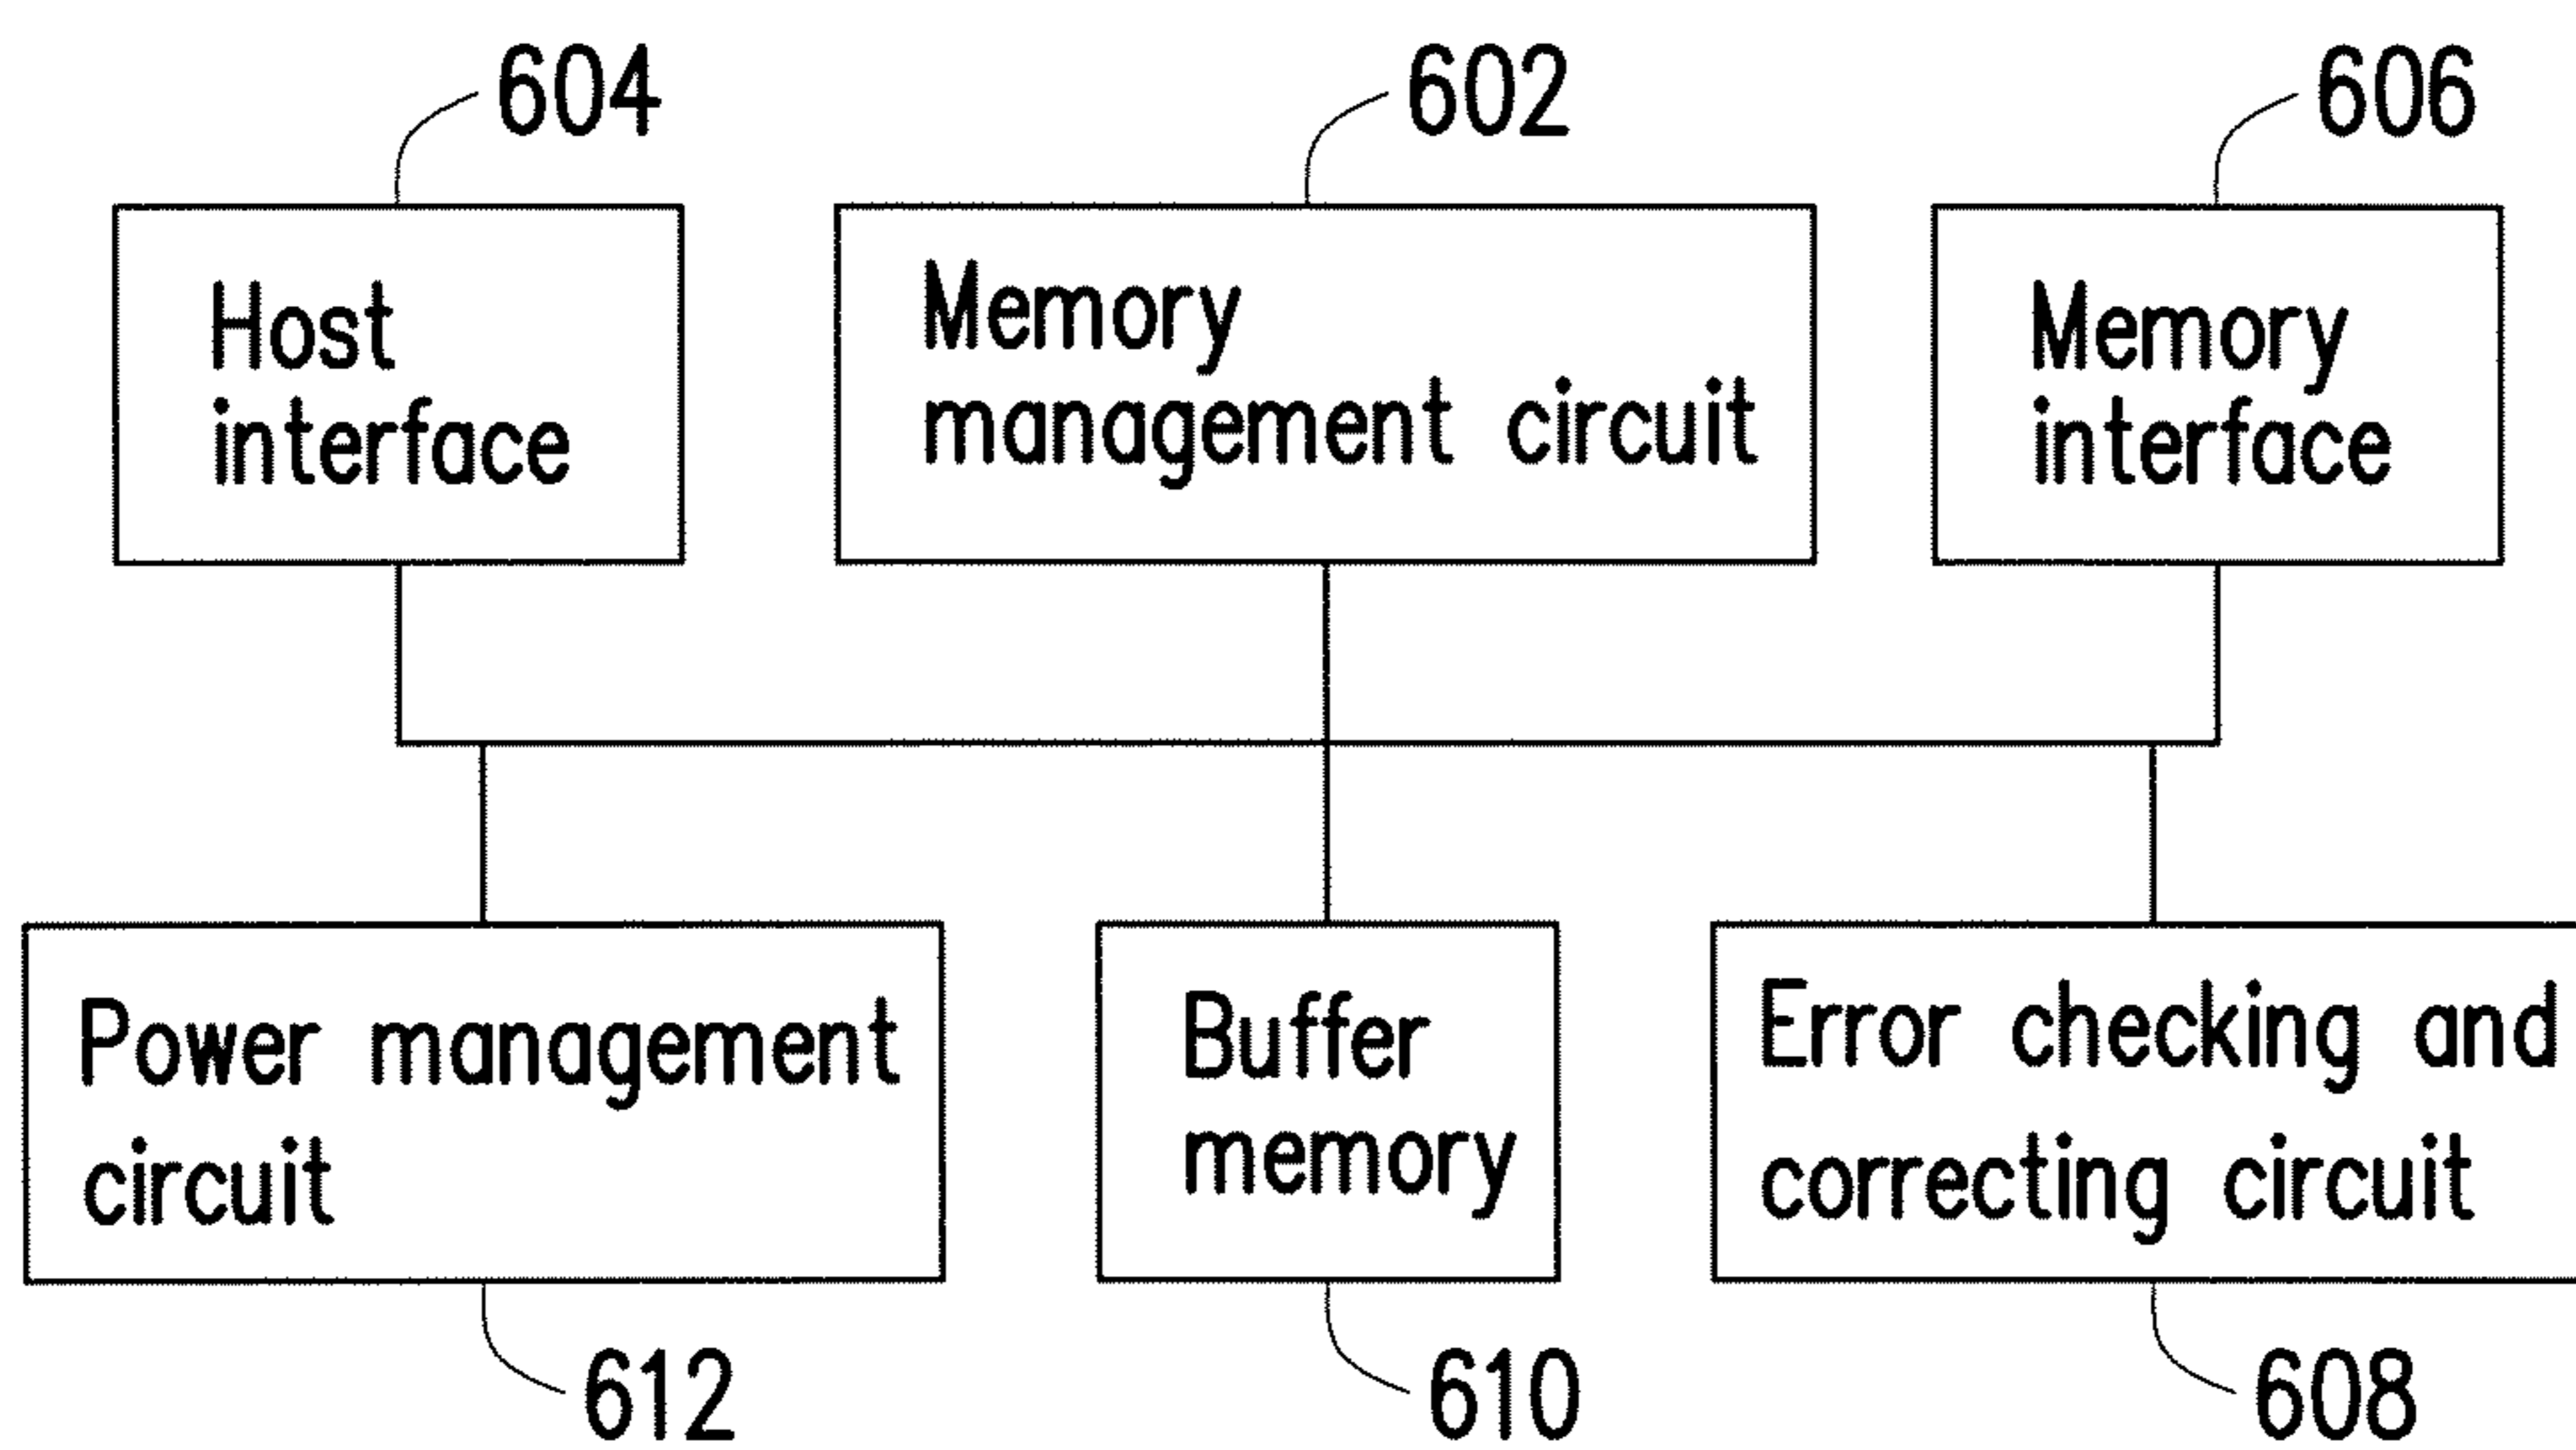 604
602
606
Host
interface
Memory
management circuit
Memory
interface
Power management
circuit
Buffer
memory
Error checking and
correcting circuit
612
610
608